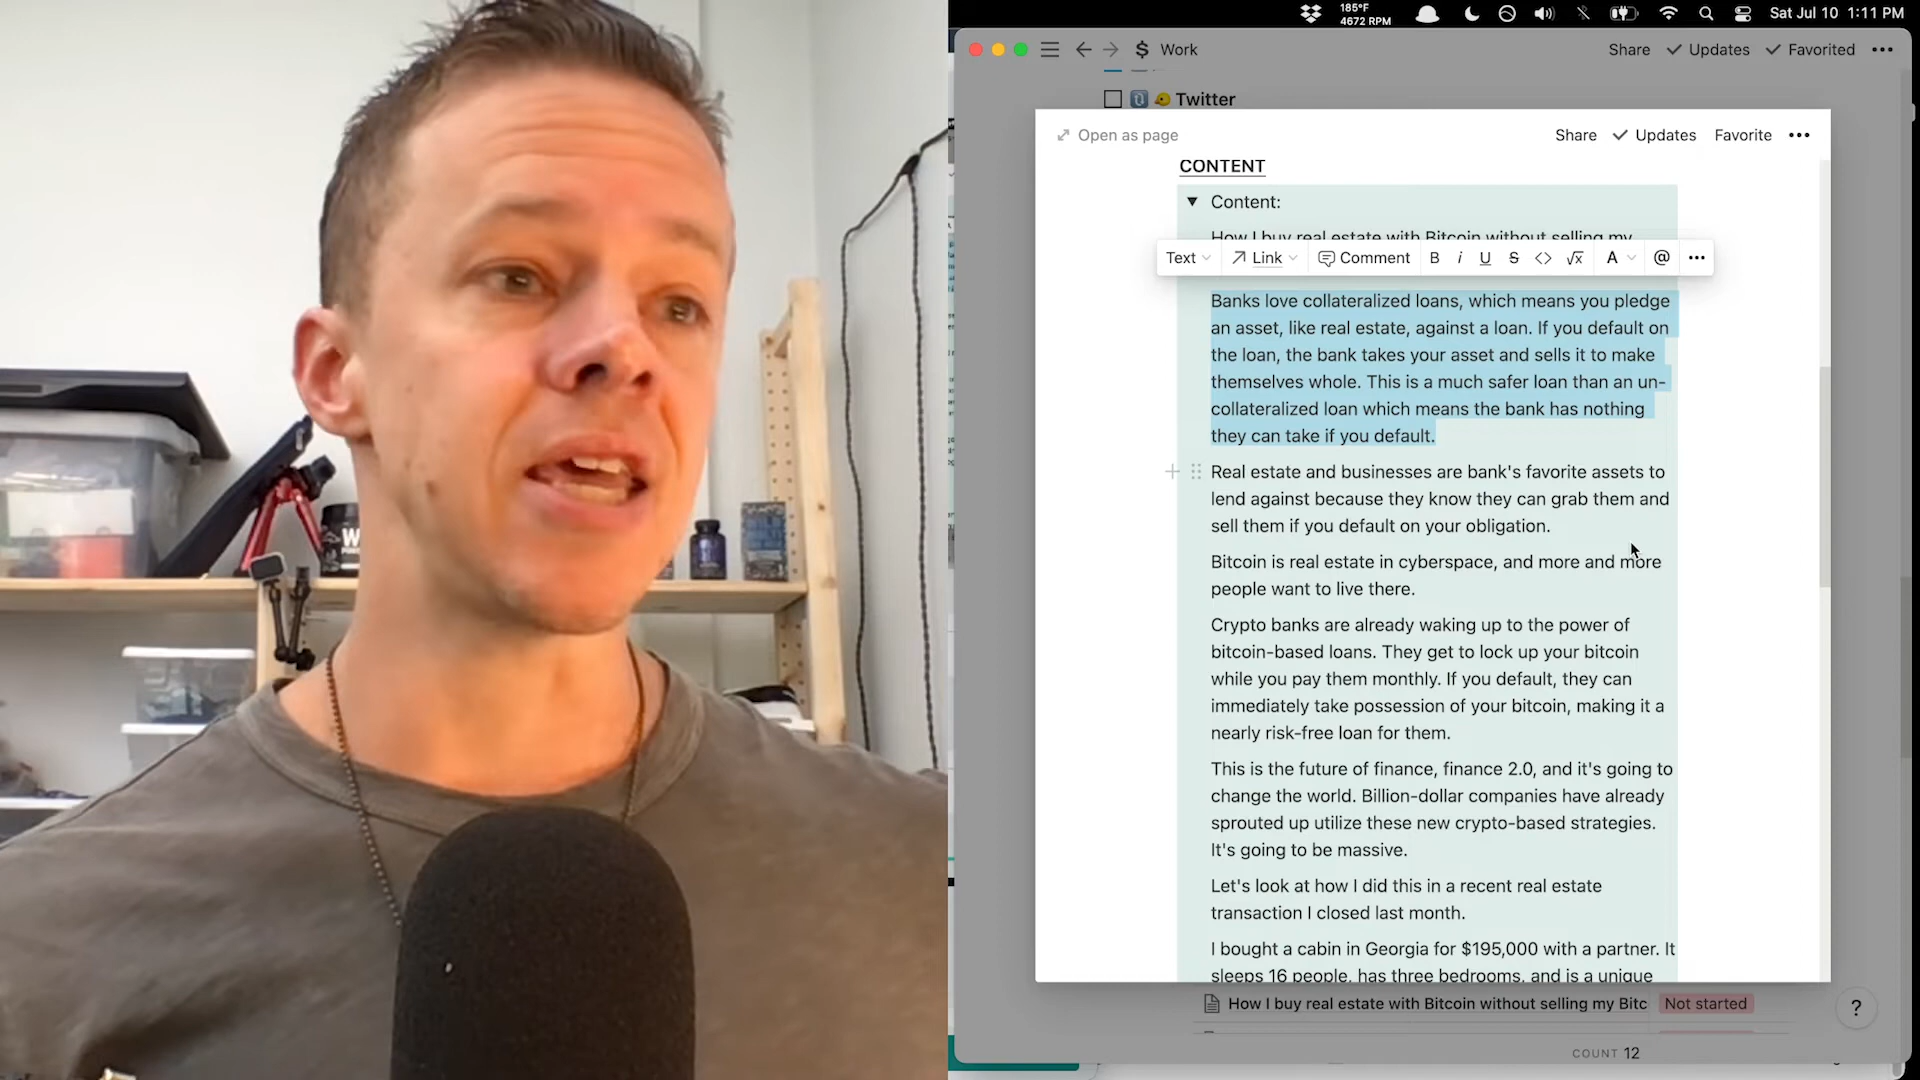 185°F
4672 RPM
Sat Jul 10 1:11 PM
$ Work
Share
Updates
Favorited
Twitter
Open as page
Share
Updates
Favorite
CONTENT
Content:
How I buy real estate with Bitcoin without selling my
Text
Link
Comment
B i U S <> √x A @
Banks love collateralized loans, which means you pledge
an asset, like real estate, against a loan. If you default on
the loan, the bank takes your asset and sells it to make
themselves whole. This is a much safer loan than an un-
collateralized loan which means the bank has nothing
they can take if you default.
Real estate and businesses are bank's favorite assets to
lend against because they know they can grab them and
sell them if you default on your obligation.
Bitcoin is real estate in cyberspace, and more and more
people want to live there.
Crypto banks are already waking up to the power of
bitcoin-based loans. They get to lock up your bitcoin
while you pay them monthly. If you default, they can
immediately take possession of your bitcoin, making it a
nearly risk-free loan for them.
This is the future of finance, finance 2.0, and it's going to
change the world. Billion-dollar companies have already
sprouted up utilize these new crypto-based strategies.
It's going to be massive.
Let's look at how I did this in a recent real estate
transaction I closed last month.
I bought a cabin in Georgia for $195,000 with a partner. It
sleeps 16 people, has three bedrooms, and is a unique
How I buy real estate with Bitcoin without selling my Bitc
Not started
?
COUNT 12